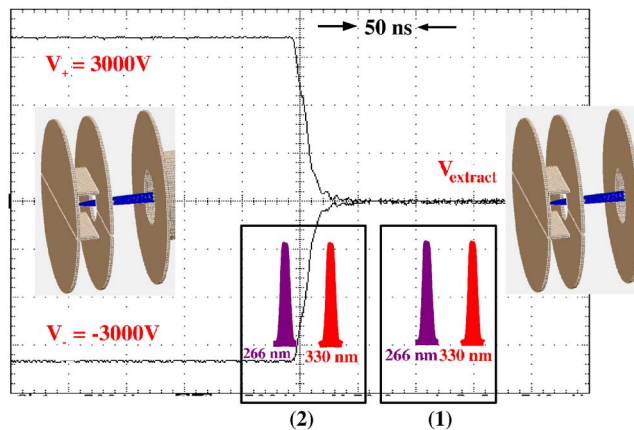 50 ns
V+ = 3000V
Vextract
V- = -3000V
266 nm 330 nm 266 nm 330 nm
(2) (1)